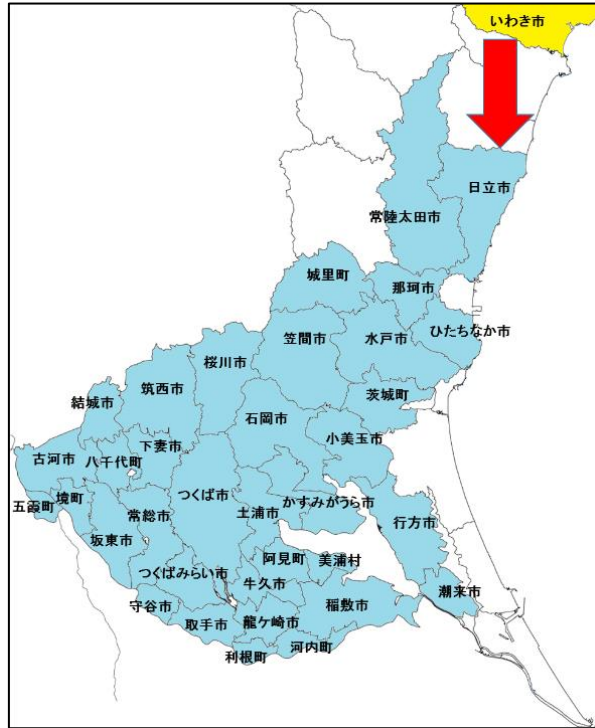 いわき市
日立市
常陸太田市
城里町
那珂市
ひたちなか市
笠間市
水戸市
桜川市
筑西市
茨城町
結城市
石岡市
小美玉市
下妻市
古河市
八千代町
つくば市
かすみがうら市
五霞町
境町
常総市
土浦市
行方市
坂東市
阿見町
美浦村
つくばみらい市
牛久市
潮来市
稲敷市
守谷市
取手市
龍ケ崎市
利根町
河内町